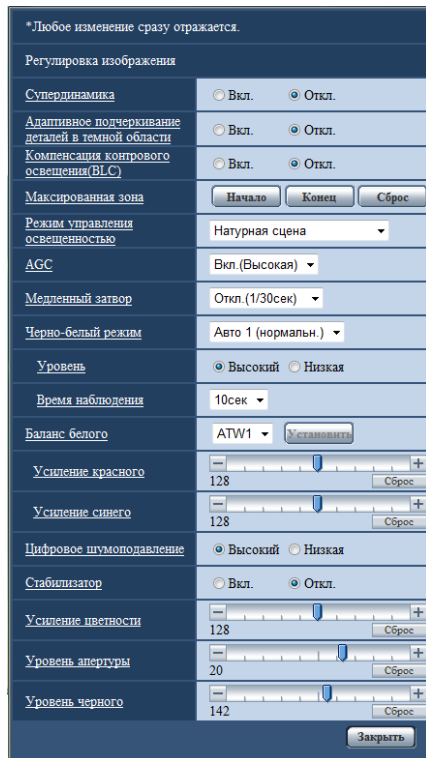 *Любое изменение сразу отражается.
Регулировка изображения
Супердинамика Вкл. Откл.
Адаптивное подчеркивание
деталей в темной области Вкл. Откл.
Компенсация контрового
освещения(BLC) Вкл. Откл.
Максированная зона Начало Конец Сброс
Режим управления
освещенностью Натурная сцена
AGC Вкл.(Высокая)
Медленный затвор Откл.(1/30сек)
Черно-белый режим Авто 1 (нормальн.)
Уровень Высокий Низкая
Время наблюдения 10сек
Баланс белого ATW1 Установить
Усиление красного
128 Сброс
Усиление синего
128 Сброс
Цифровое шумоподавление Высокий Низкая
Стабилизатор Вкл. Откл.
Усиление цветности
128 Сброс
Уровень апертуры
20 Сброс
Уровень черного
142 Сброс
Закрыть